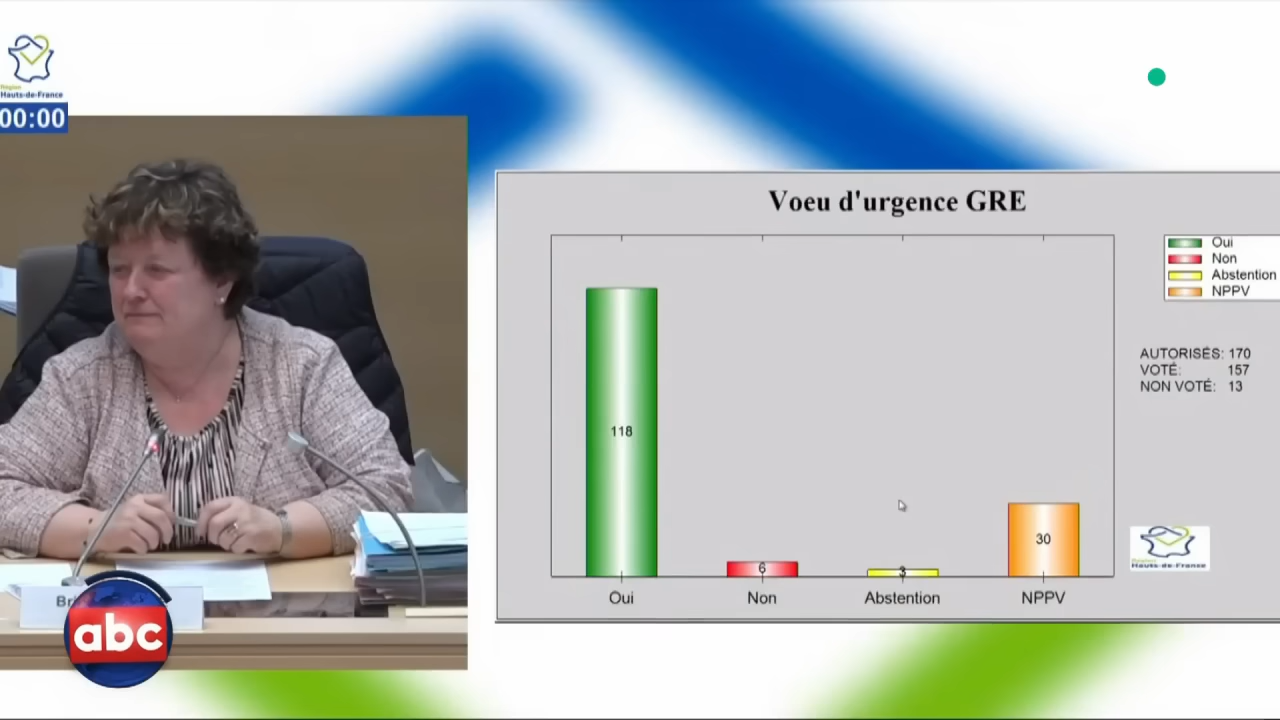 Région
Hauts-de-France
00:00
Voeu d'urgence GRE
Oui
Non
Abstention
NPPV
AUTORISÉS: 170
VOTÉ: 157
NON VOTÉ: 13
118
6
3
30
Oui
Non
Abstention
NPPV
Hauts-de-France
abc